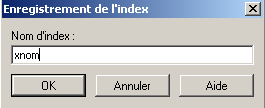 Enregistrement de l'index
Nom d'index :
xnom
OK
Annuler
Aide